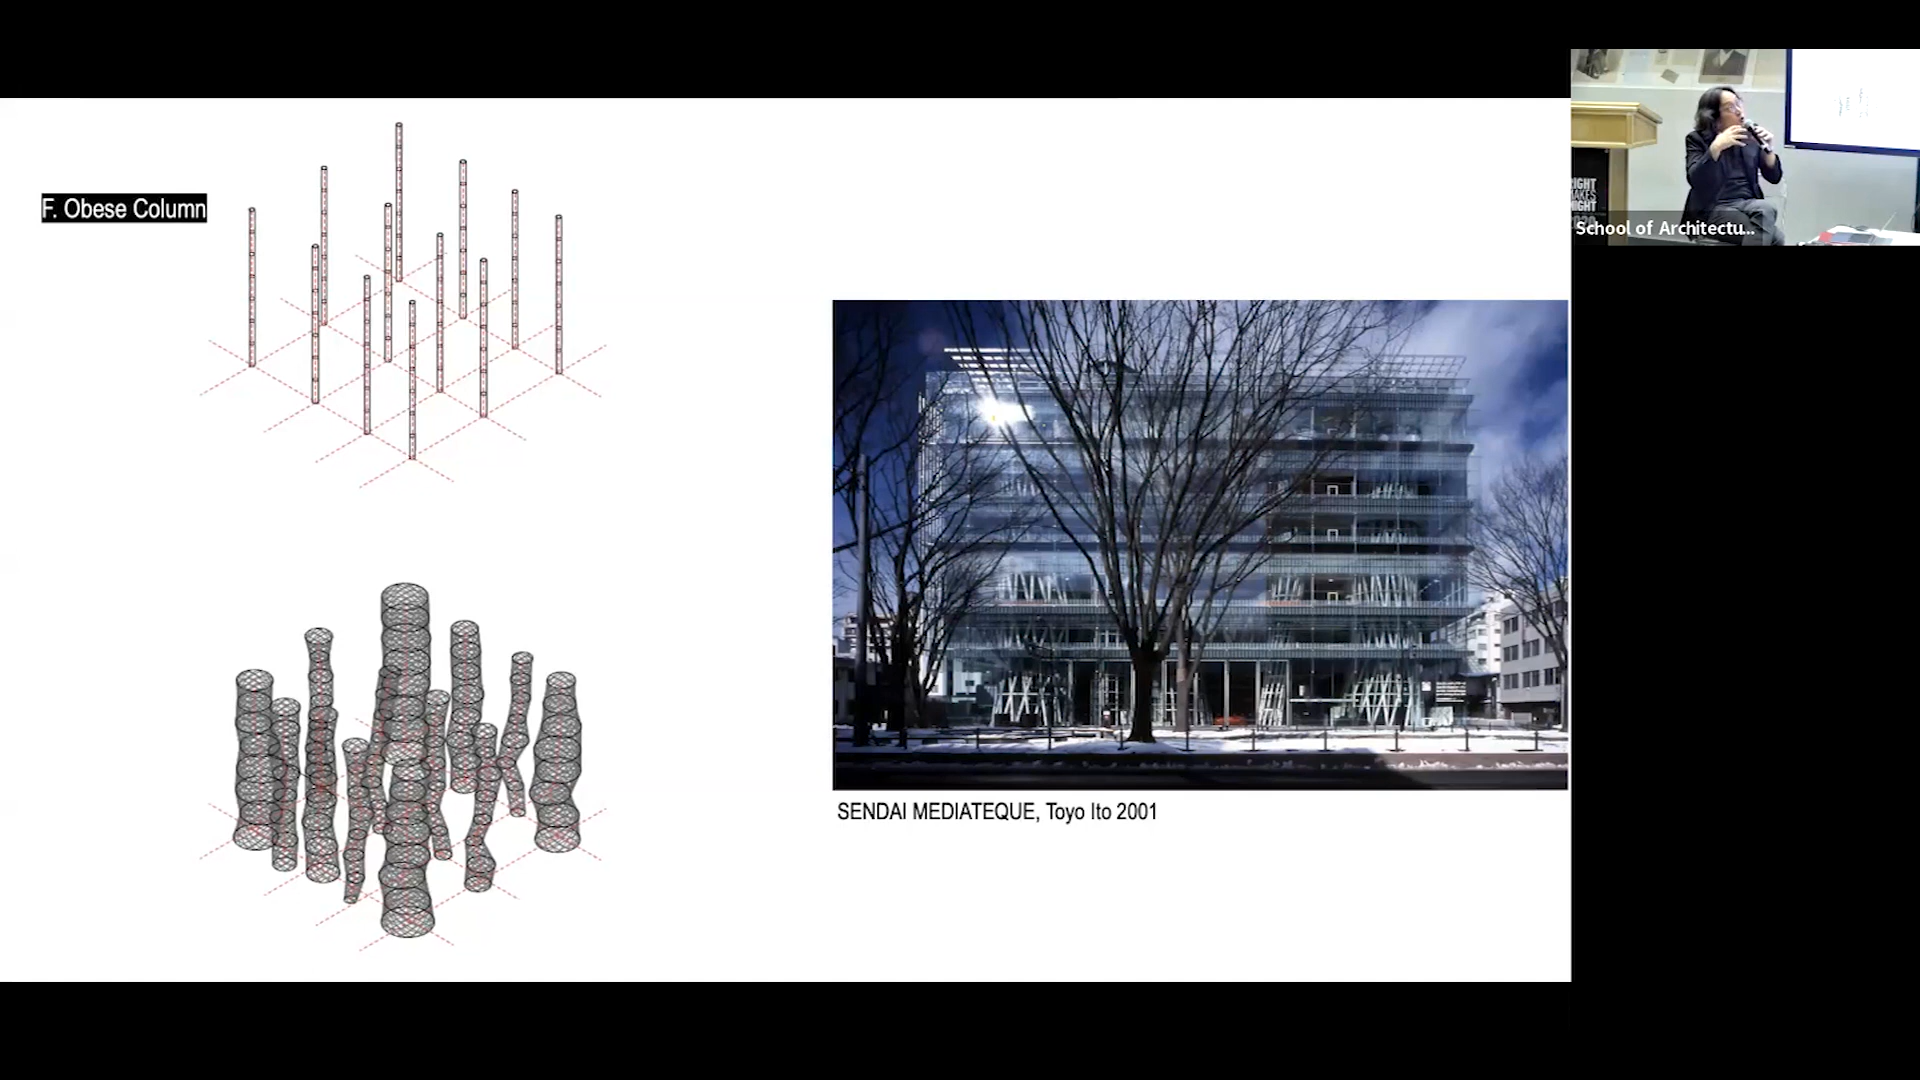 F. Obese Column
SENDAI MEDIATEQUE, Toyo Ito 2001
School of Architectu...